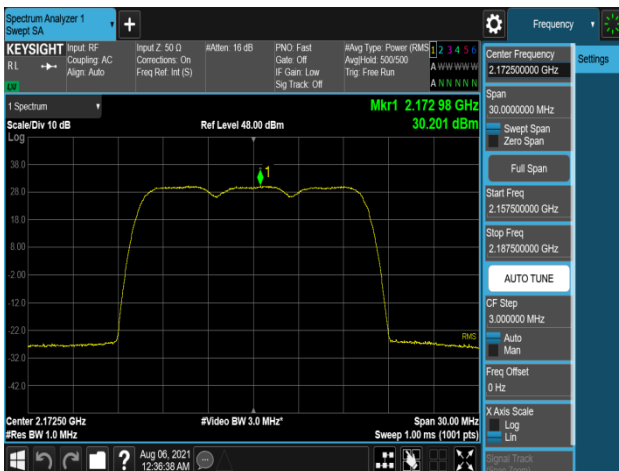 Spectrum Analyzer 1
Swept SA
+
Frequency
KEYSIGHT
Input: RF
Input Z: 50 Ω
#Atten: 16 dB
PNO: Fast
#Avg Type: Power (RMS
1 2 3 4 5 6
RL
Coupling: AC
Corrections: On
Gate: Off
Avg|Hold: 500/500
A WWWWW
Align: Auto
Freq Ref: Int (S)
IF Gain: Low
Trig: Free Run
Sig Track: Off
A NNNNN
1 Spectrum
Mkr1 2.172 98 GHz
Scale/Div 10 dB
Ref Level 48.00 dBm
30.201 dBm
Log
38.0
28.0
18.0
8.00
-2.00
-12.0
-22.0
-32.0
-42.0
1
RMS
Center 2.17250 GHz
#Video BW 3.0 MHz*
Span 30.00 MHz
#Res BW 1.0 MHz
Sweep 1.00 ms (1001 pts)
?
Aug 06, 2021
12:36:38 AM
Center Frequency
2.172500000 GHz
Settings
Span
30.0000000 MHz
Swept Span
Zero Span
Full Span
Start Freq
2.157500000 GHz
Stop Freq
2.187500000 GHz
AUTO TUNE
CF Step
3.000000 MHz
Auto
Man
Freq Offset
0 Hz
X Axis Scale
Log
Lin
Signal Track